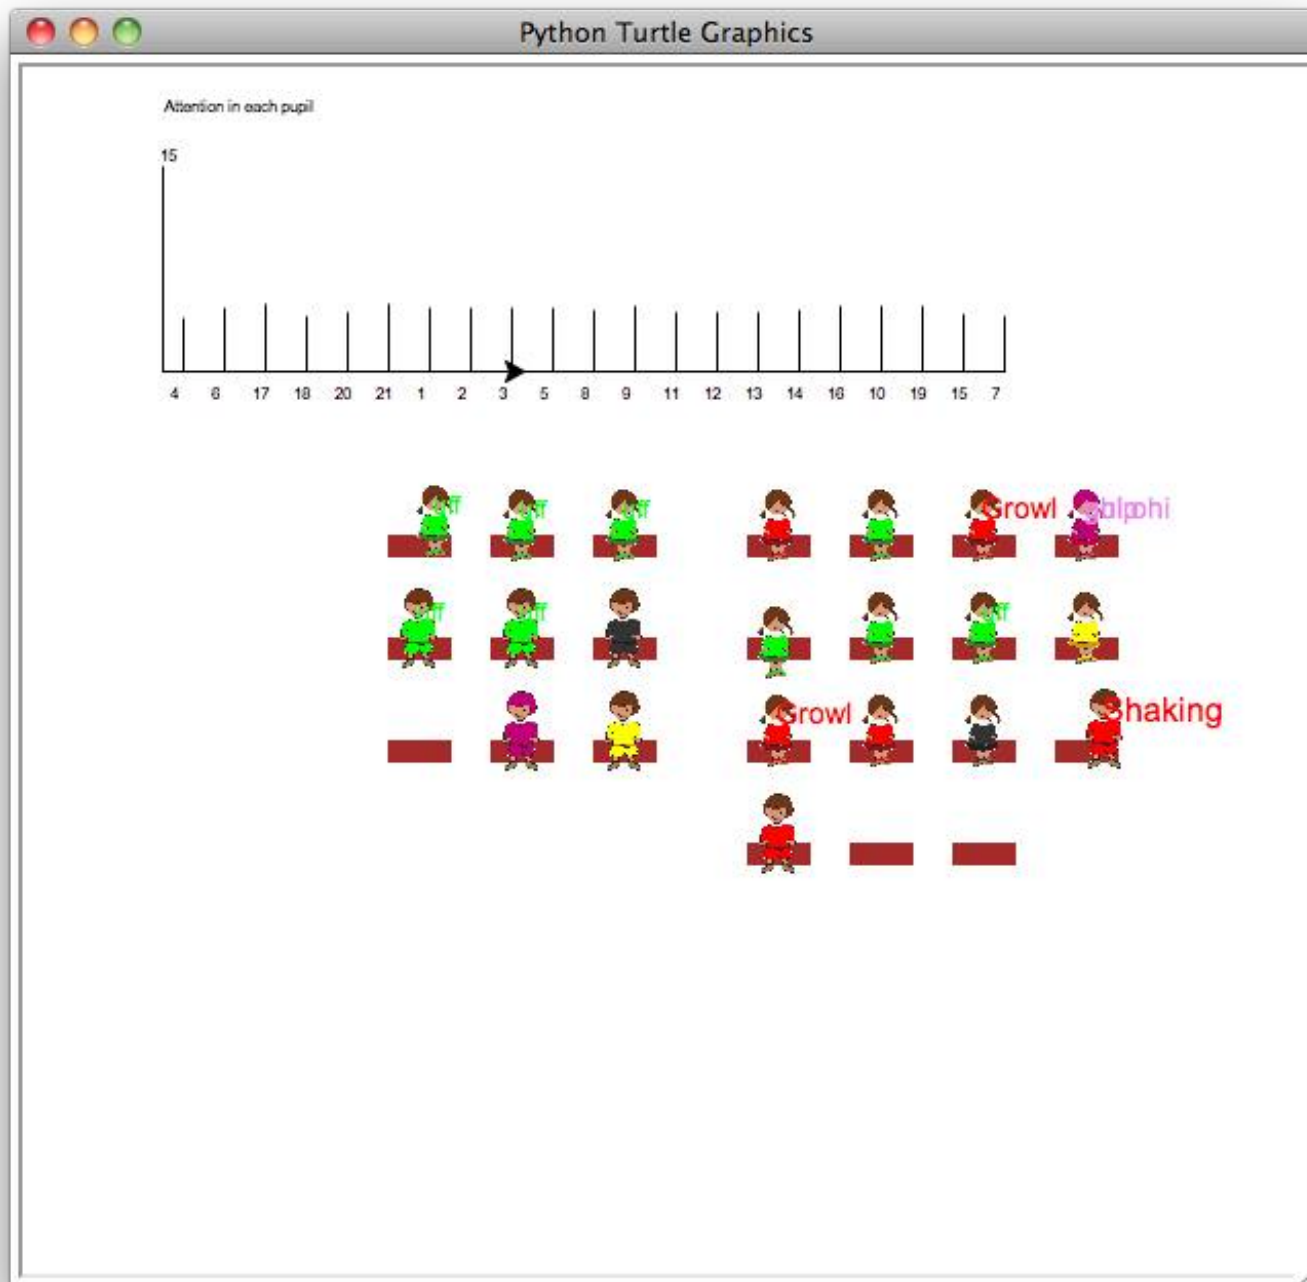 Python Turtle Graphics
Attention in each pupil
15
4 6 17 18 20 21 1 2 3 5 8 9 11 12 13 14 16 10 19 15 7
Growl
Growl
Shaking